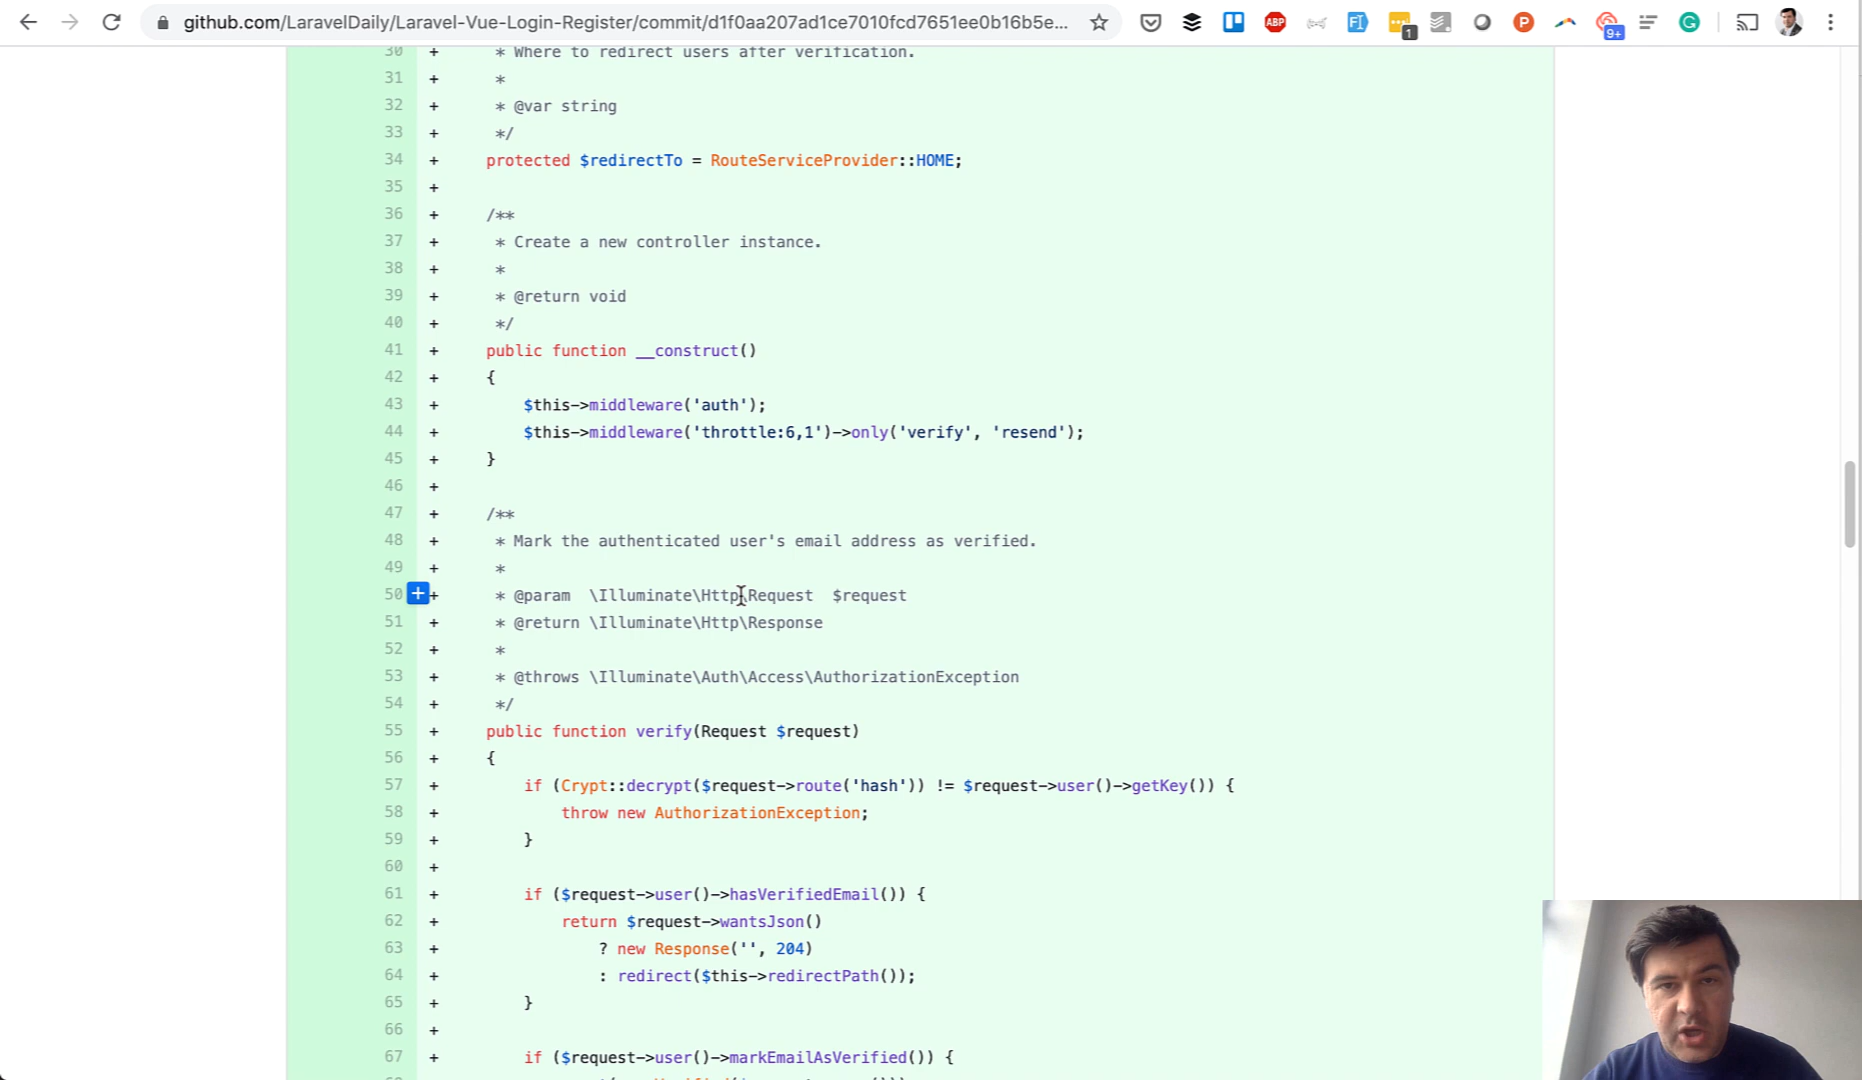 github.com/LaravelDaily/Laravel-Vue-Login-Register/commit/d1f0aa207ad1ce7010fcd7651ee0b16b5e...
ABP
F
1
P
9+
G
30 + * Where to redirect users after verification.
31 + *
32 + * @var string
33 + */
34 + protected $redirectTo = RouteServiceProvider::HOME;
35 +
36 + /**
37 + * Create a new controller instance.
38 + *
39 + * @return void
40 + */
41 + public function __construct()
42 + {
43 + $this->middleware('auth');
44 + $this->middleware('throttle:6,1')->only('verify', 'resend');
45 + }
46 +
47 + /**
48 + * Mark the authenticated user's email address as verified.
49 + *
50 + + * @param \Illuminate\Http\Request $request
51 + * @return \Illuminate\Http\Response
52 + *
53 + * @throws \Illuminate\Auth\Access\AuthorizationException
54 + */
55 + public function verify(Request $request)
56 + {
57 + if (Crypt::decrypt($request->route('hash')) != $request->user()->getKey()) {
58 + throw new AuthorizationException;
59 + }
60 +
61 + if ($request->user()->hasVerifiedEmail()) {
62 + return $request->wantsJson()
63 + ? new Response('', 204)
64 + : redirect($this->redirectPath());
65 + }
66 +
67 + if ($request->user()->markEmailAsVerified()) {